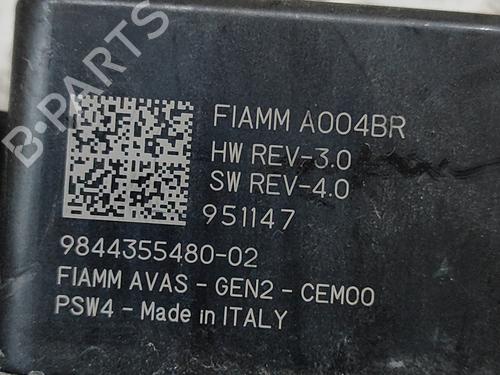 B-PARTS
FIAMM A004BR
HW REV-3.0
SW REV-4.0
951147
9844355480-02
FIAMM AVAS - GEN2 - CEM00
PSW4 - Made in ITALY